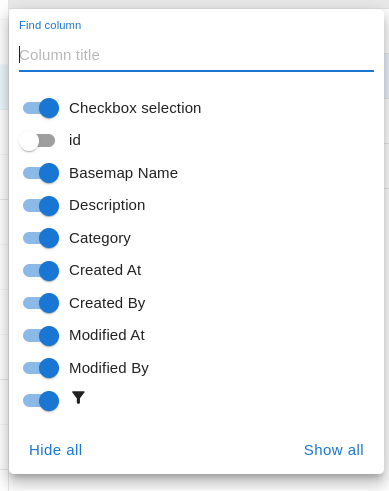 Find column
Column title
Checkbox selection
id
Basemap Name
Description
Category
Created At
Created By
Modified At
Modified By
Hide all
Show all